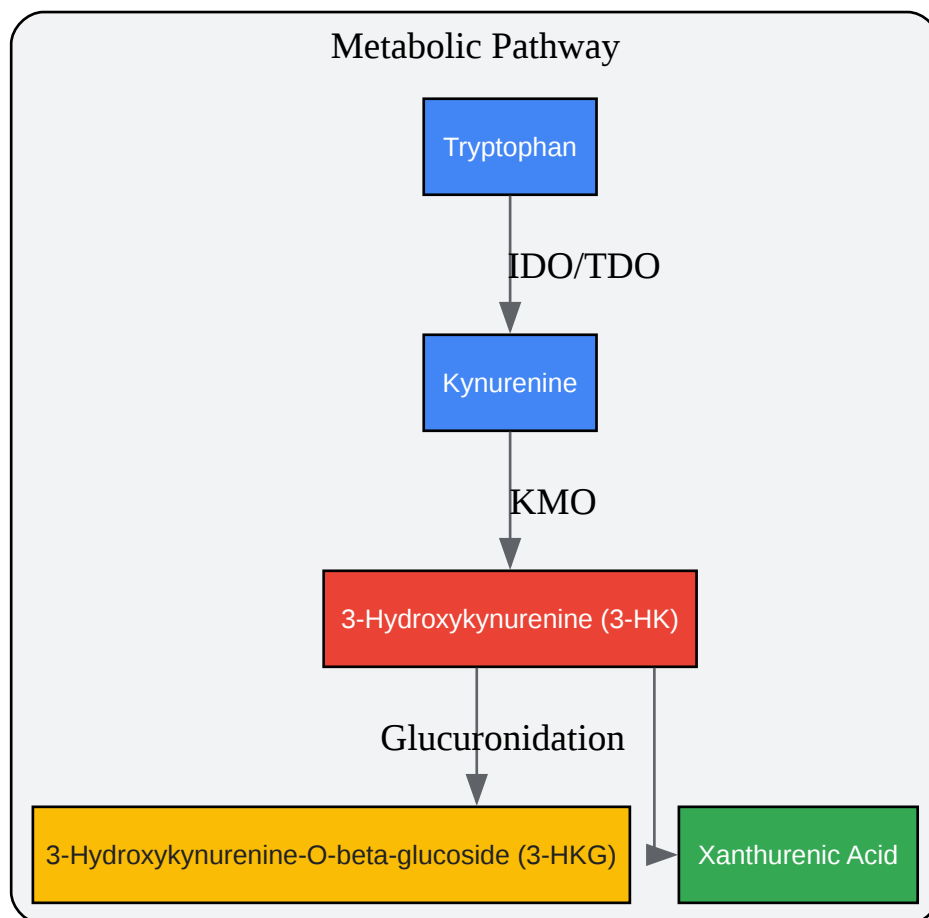 Metabolic Pathway
Tryptophan
IDO/TDO
Kynurenine
KMO
3-Hydroxykynurenine (3-HK)
Glucuronidation
3-Hydroxykynurenine-O-beta-glucoside (3-HKG)
Xanthurenic Acid